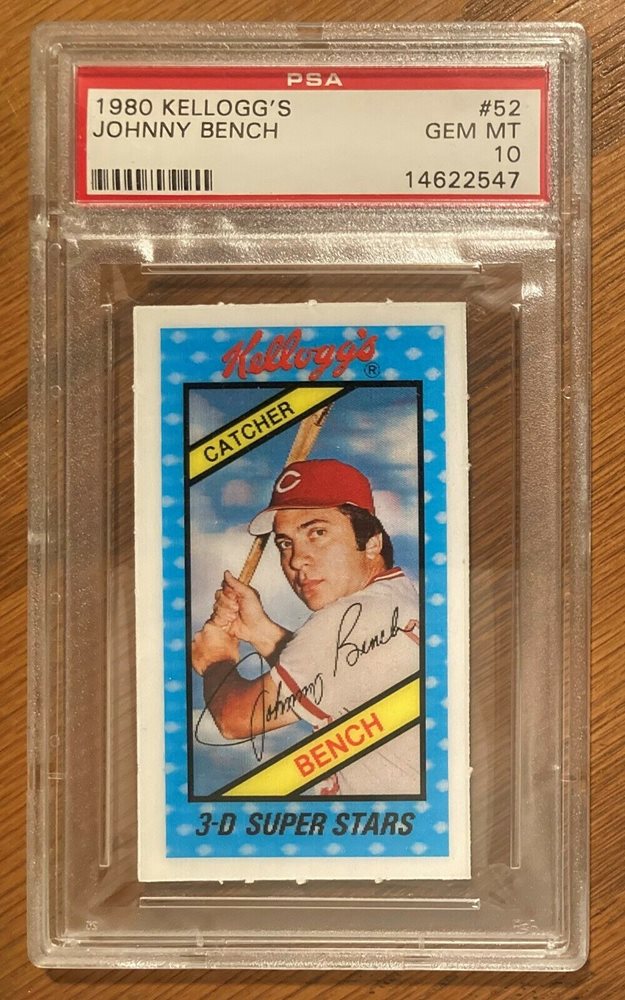 PSA
1980 KELLOGG'S #52
JOHNNY BENCH GEM MT
10
14622547
Kellogg's®
CATCHER
C
Johnny Bench
BENCH
3-D SUPER STARS